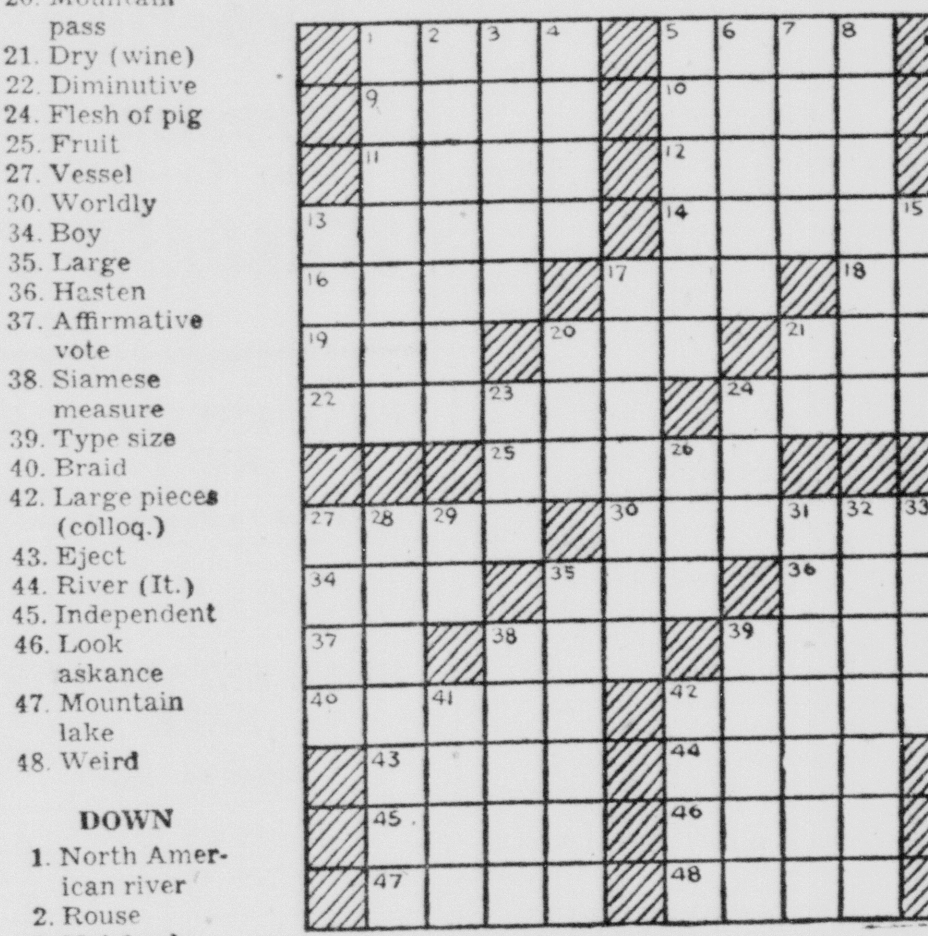 20. Mountain
pass
21. Dry (wine)
22. Diminutive
24. Flesh of pig
25. Fruit
27. Vessel
30. Worldly
34. Boy
35. Large
36. Hasten
37. Affirmative
vote
38. Siamese
measure
39. Type size
40. Braid
42. Large pieces
(colloq.)
43. Eject
44. River (It.)
45. Independent
46. Look
askance
47. Mountain
lake
48. Weird
DOWN
1. North Amer-
ican river
2. Rouse
1 2 3 4 5 6 7 8
9 10
11 12
13 14 15
16 17 18
19 20 21
22 23 24
25 26
27 28 29 30 31 32 33
34 35 36
37 38 39
40 41 42
43 44
45 46
47 48